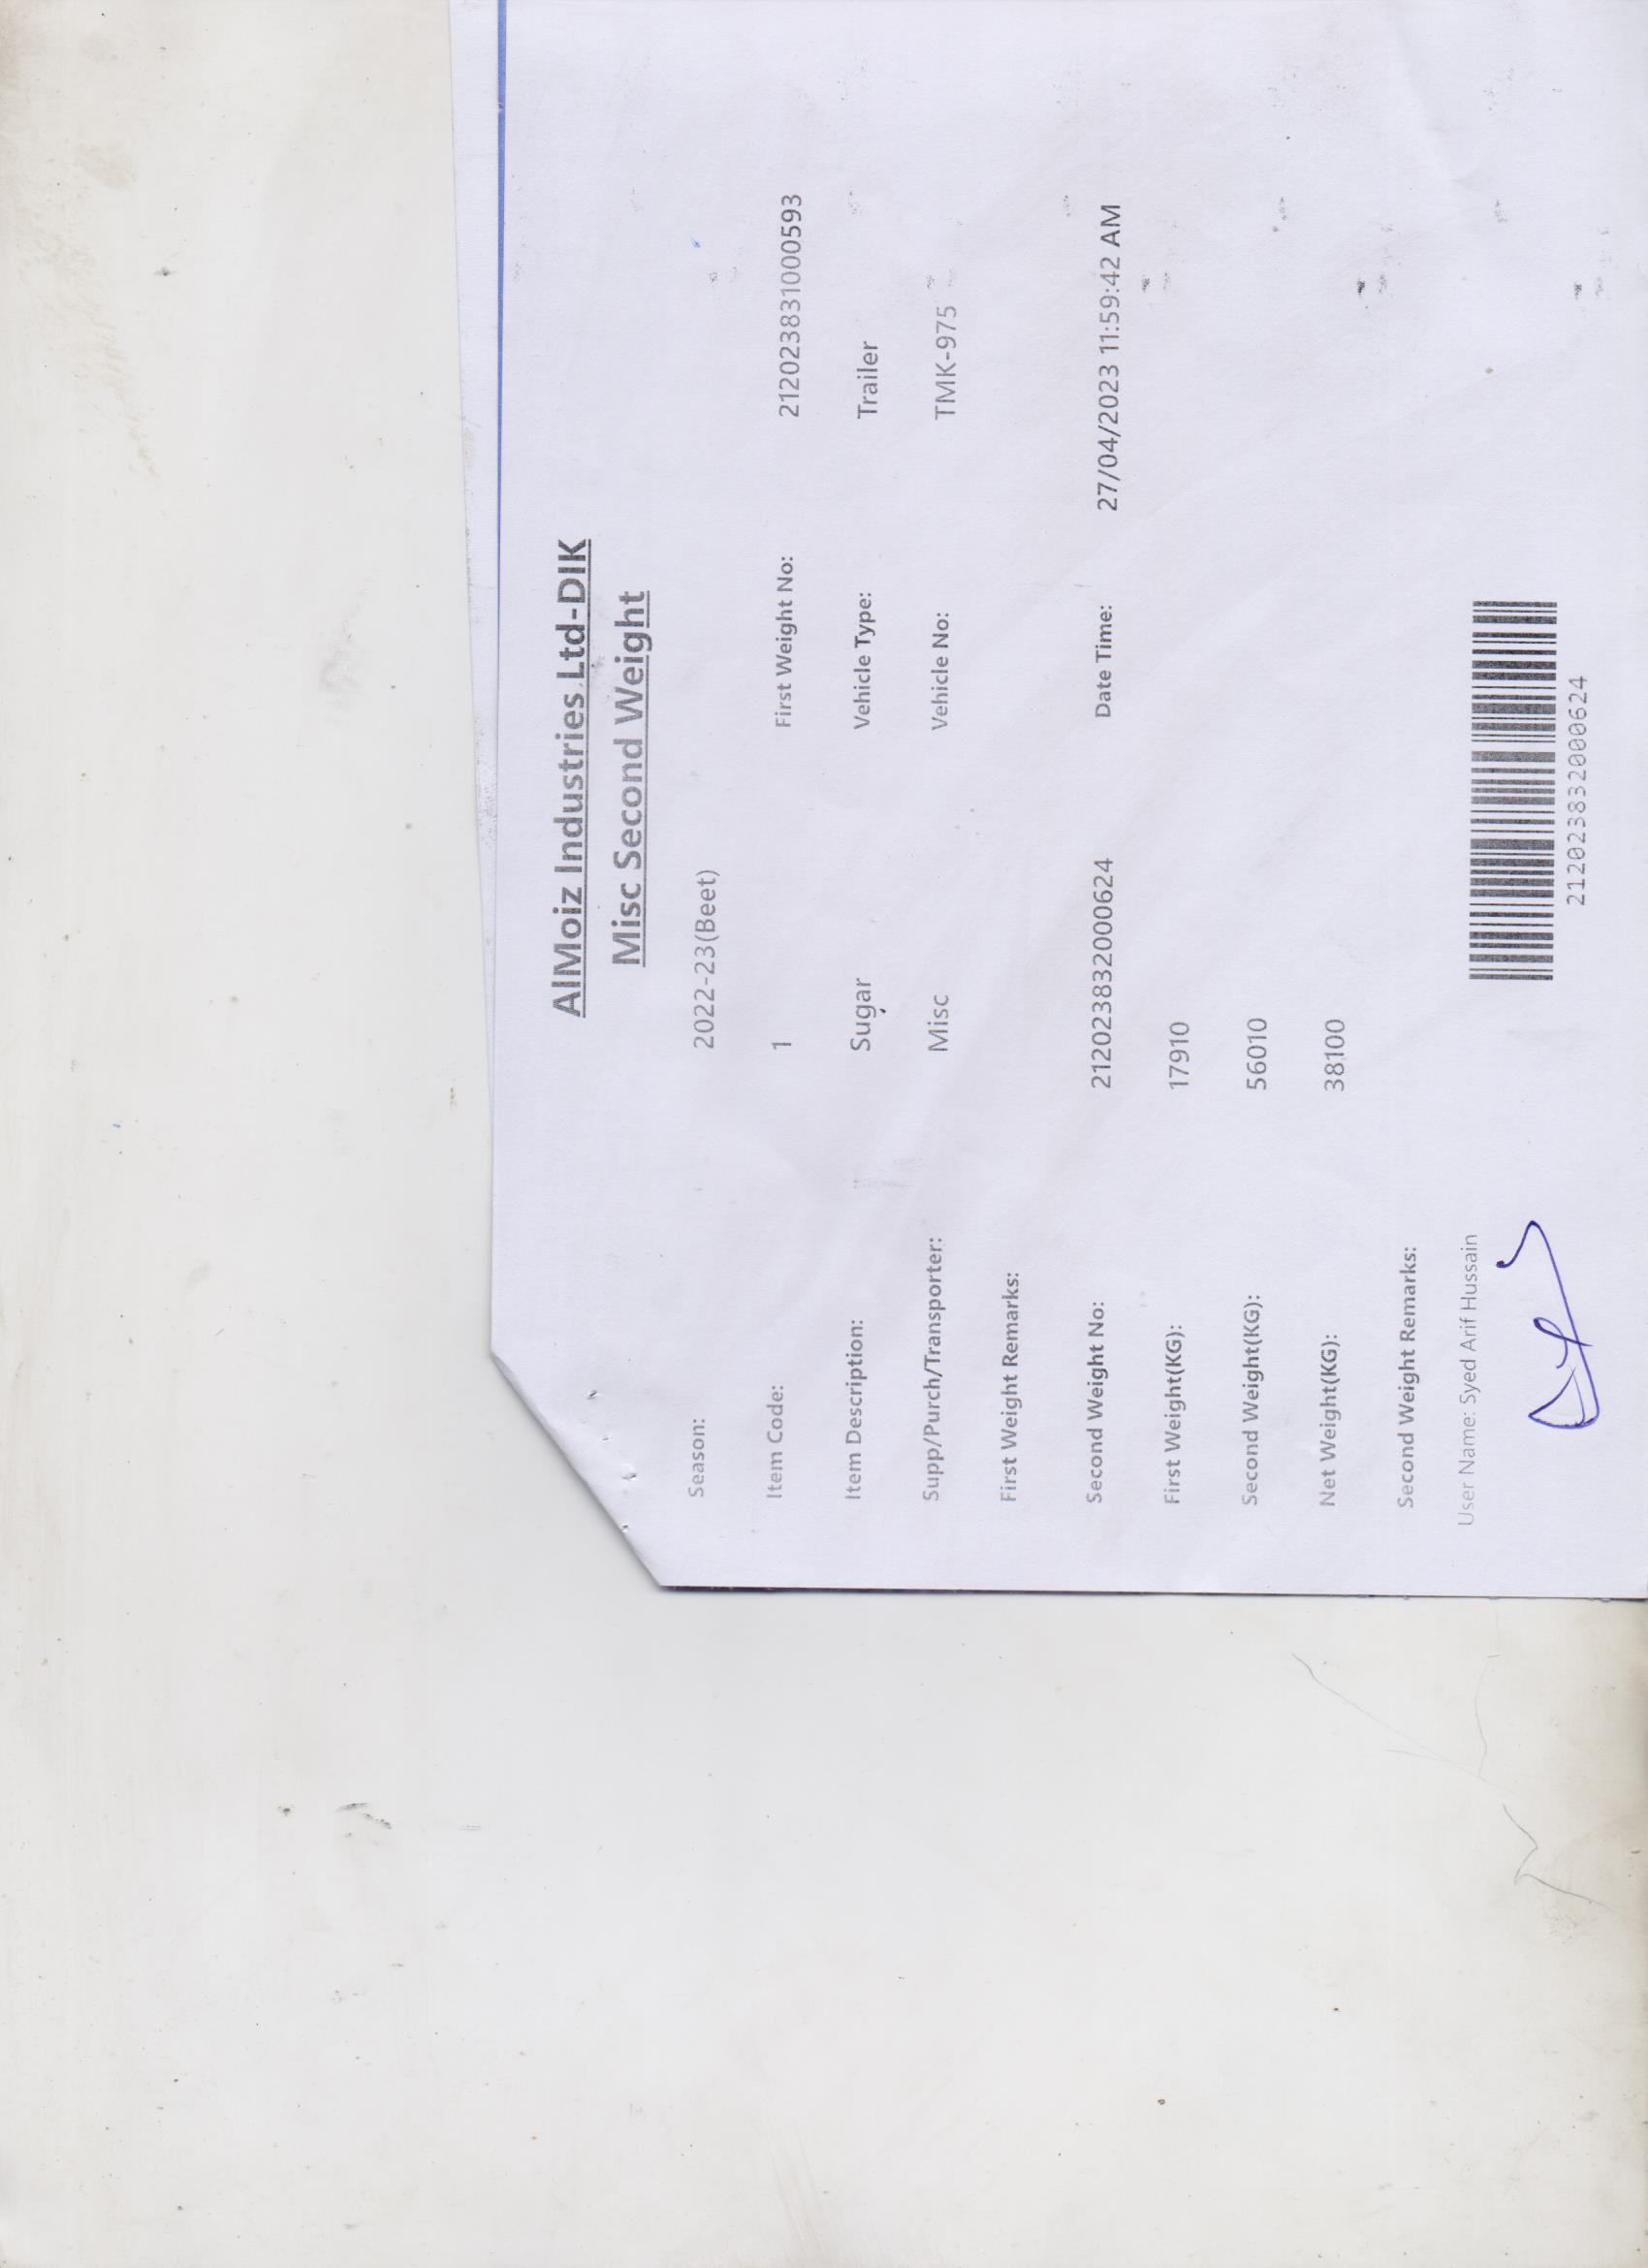 AlMoiz Industries Ltd-DIK
Misc Second Weight
Season: 2022-23(Beet)
Item Code: 1 First Weight No: 2120238310000593
Item Description: Sugar Vehicle Type: Trailer
Supp/Purch/Transporter: Misc Vehicle No: TMK-975
First Weight Remarks:
Second Weight No: 2120238320000624 Date Time: 27/04/2023 11:59:42 AM
First Weight(KG): 17910
Second Weight(KG): 56010
Net Weight(KG): 38100
Second Weight Remarks:
User Name: Syed Arif Hussain
2120238320000624